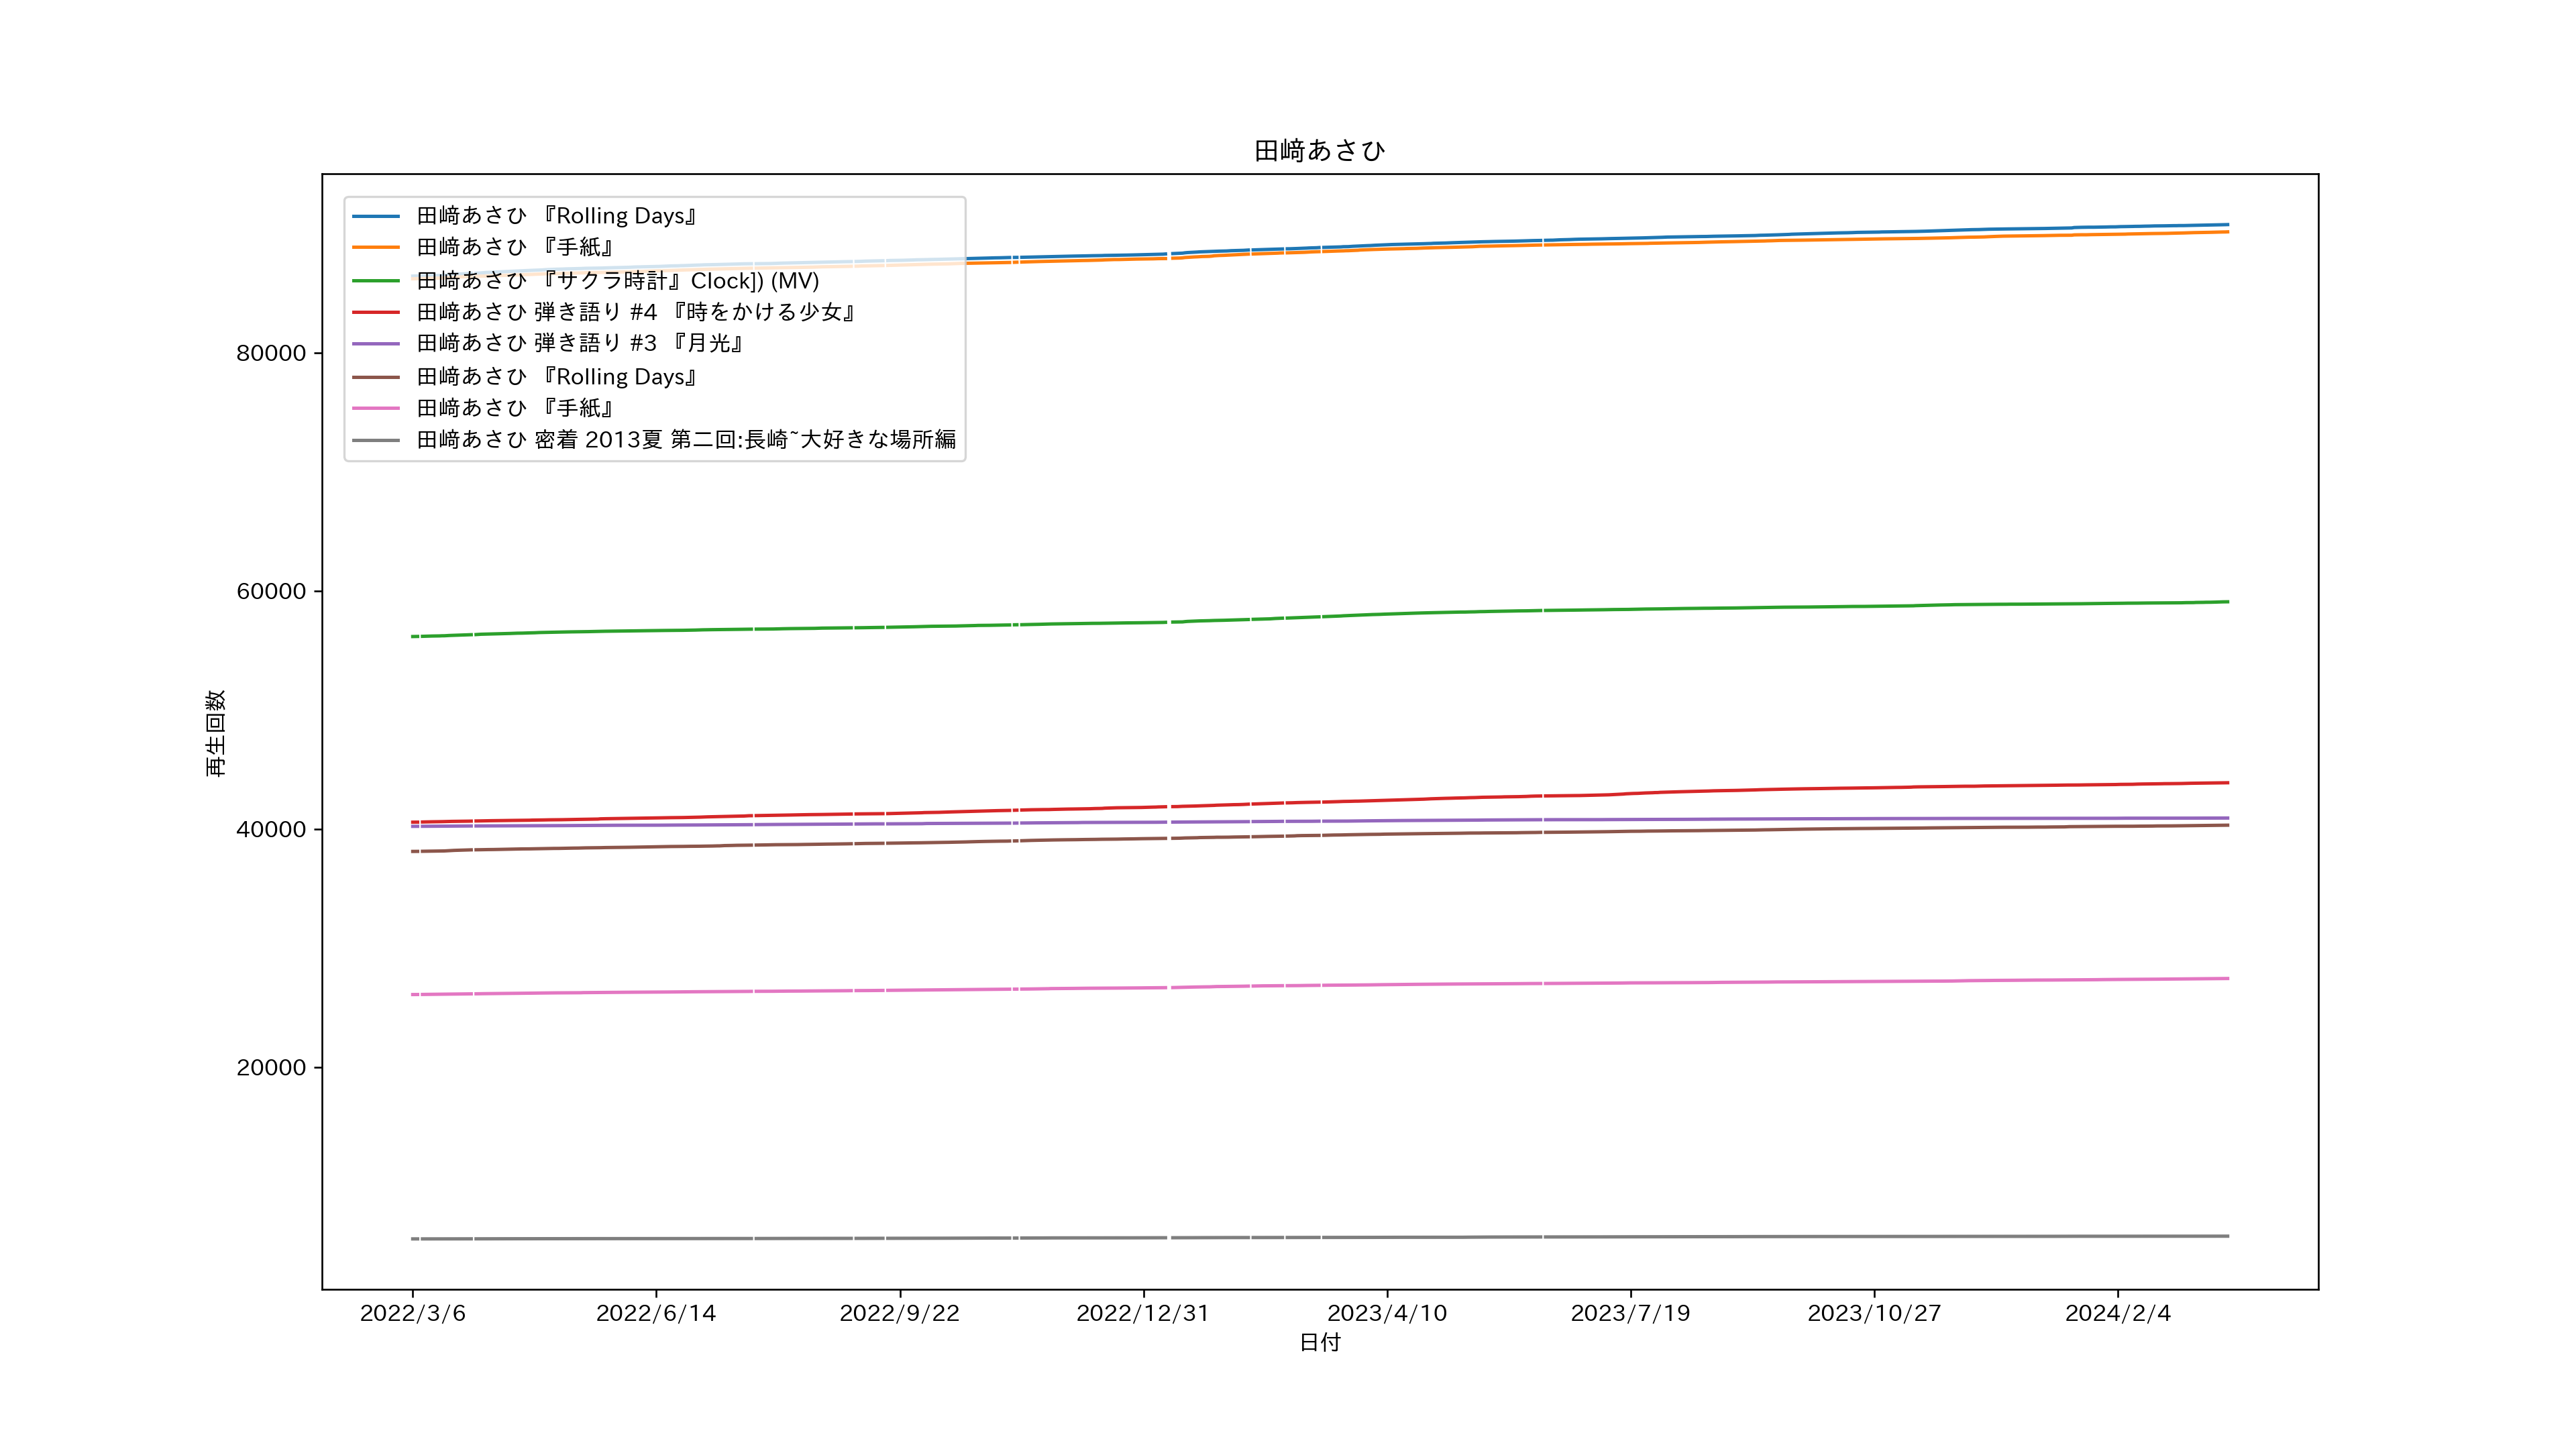 田﨑あさひ
田﨑あさひ 『Rolling Days』
田﨑あさひ 『手紙』
田﨑あさひ 『サクラ時計』Clock]) (MV)
田﨑あさひ 弾き語り #4 『時をかける少女』
田﨑あさひ 弾き語り #3 『月光』
田﨑あさひ 『Rolling Days』
田﨑あさひ 『手紙』
田﨑あさひ 密着 2013夏 第二回:長崎~大好きな場所編
80000
60000
40000
20000
再生回数
2022/3/6 2022/6/14 2022/9/22 2022/12/31 2023/4/10 2023/7/19 2023/10/27 2024/2/4
日付